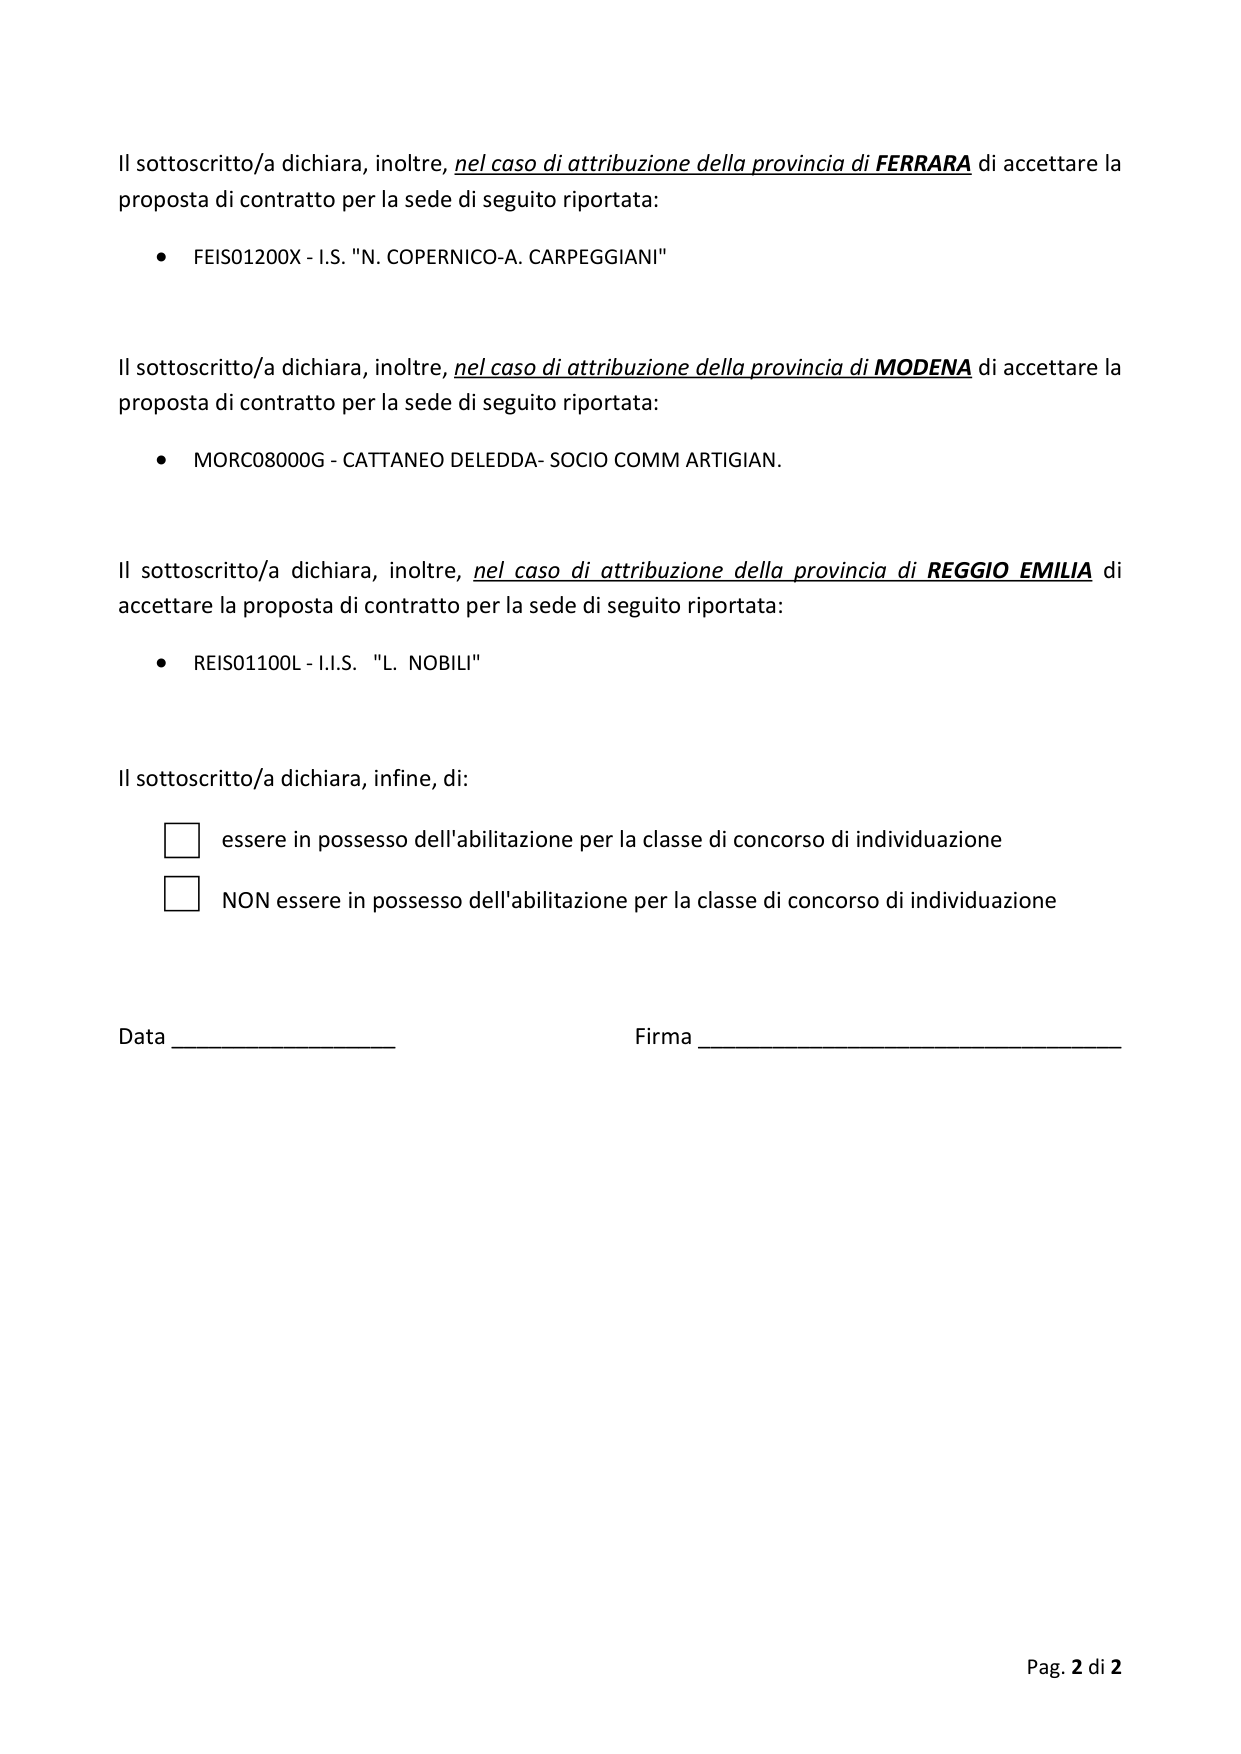 Il sottoscritto/a dichiara, inoltre, nel caso di attribuzione della provincia di FERRARA di accettare la
proposta di contratto per la sede di seguito riportata:
• FEIS01200X - I.S. "N. COPERNICO-A. CARPEGGIANI"
Il sottoscritto/a dichiara, inoltre, nel caso di attribuzione della provincia di MODENA di accettare la
proposta di contratto per la sede di seguito riportata:
• MORC08000G - CATTANEO DELEDDA- SOCIO COMM ARTIGIAN.
Il sottoscritto/a dichiara, inoltre, nel caso di attribuzione della provincia di REGGIO EMILIA di
accettare la proposta di contratto per la sede di seguito riportata:
• REIS01100L - I.I.S. "L. NOBILI"
Il sottoscritto/a dichiara, infine, di:
essere in possesso dell'abilitazione per la classe di concorso di individuazione
NON essere in possesso dell'abilitazione per la classe di concorso di individuazione
Data __________________ Firma __________________________________
Pag. 2 di 2